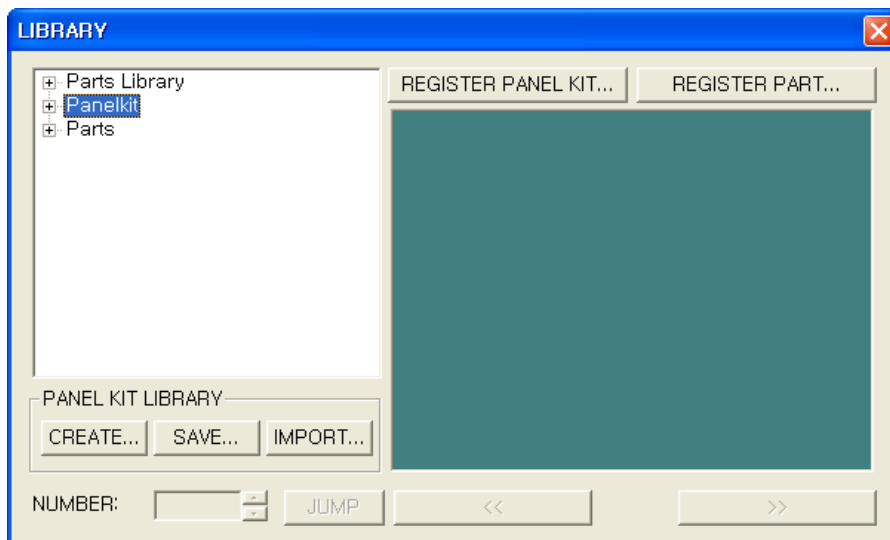 LIBRARY
Parts Library
Panelkit
Parts
REGISTER PANEL KIT...
REGISTER PART...
PANEL KIT LIBRARY
CREATE...
SAVE...
IMPORT...
NUMBER:
JUMP
<<
>>